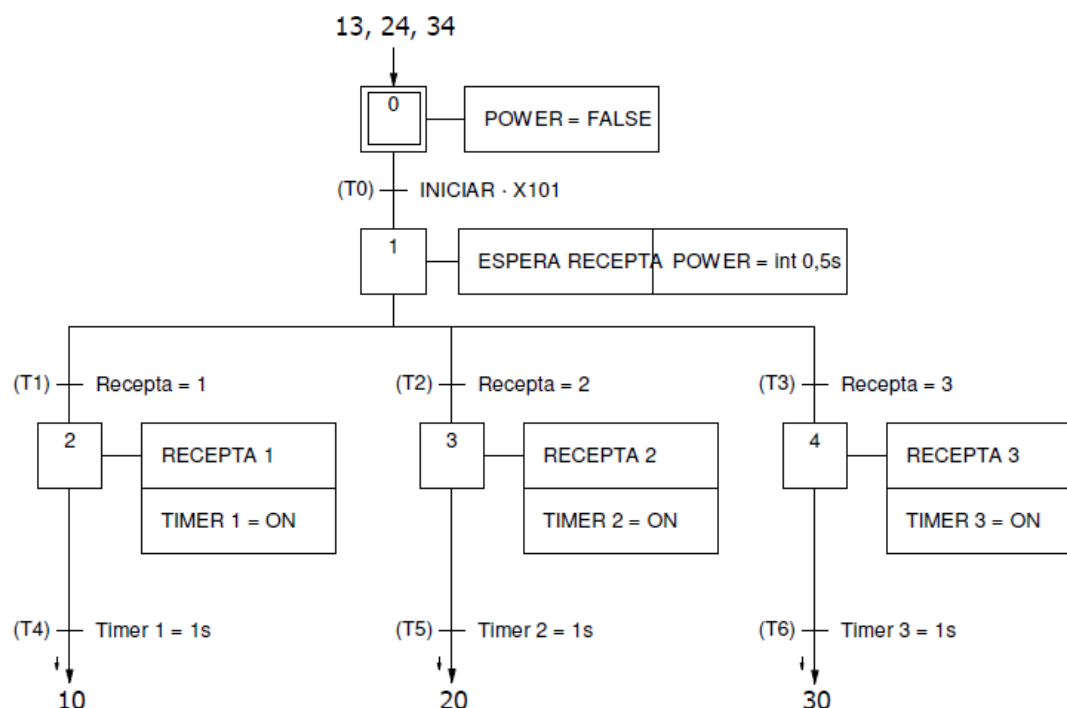 13, 24, 34
0
POWER = FALSE
(T0) INICIAR · X101
1
ESPERA RECEPTA POWER = int 0,5s
(T1) Recepta = 1 (T2) Recepta = 2 (T3) Recepta = 3
2 RECEPTA 1 3 RECEPTA 2 4 RECEPTA 3
TIMER 1 = ON TIMER 2 = ON TIMER 3 = ON
(T4) Timer 1 = 1s (T5) Timer 2 = 1s (T6) Timer 3 = 1s
10 20 30